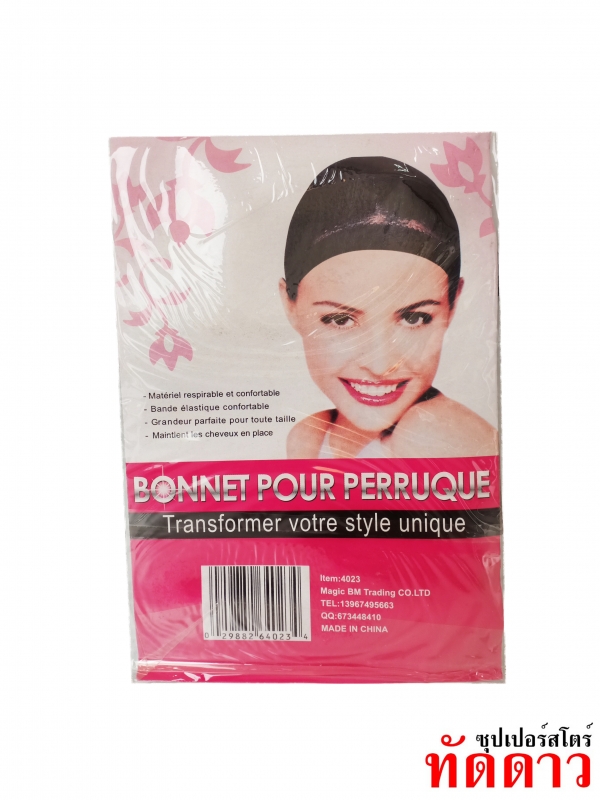 - Matériel respirable et confortable
- Bande élastique confortable
- Grandeur parfaite pour toute taille
- Maintient les cheveux en place
BONNET POUR PERRUQUE
Transformer votre style unique
Item:4023
Magic BM Trading CO.LTD
TEL:13967495663
QQ:673448410
MADE IN CHINA
0 29882 64023 4
ซุปเปอร์สโตร์
ทัดดาว